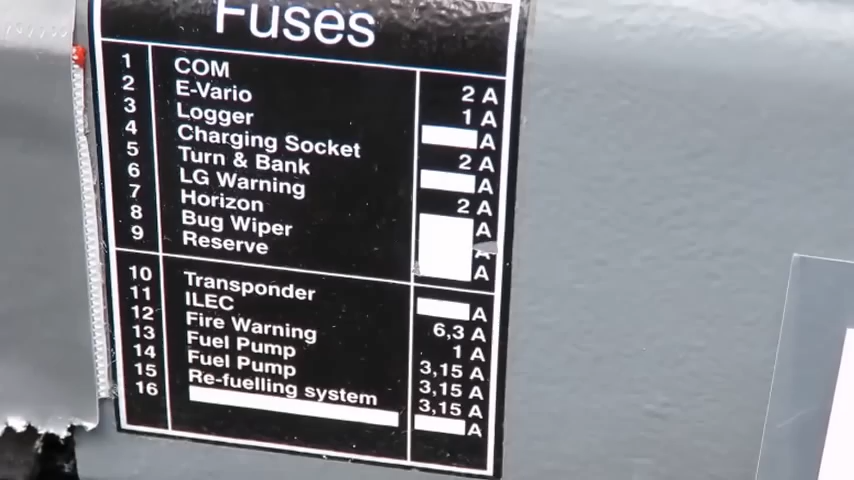 Fuses
1 COM 2 A
2 E-Vario 1 A
3 Logger A
4 Charging Socket 2 A
5 Turn & Bank A
6 LG Warning 2 A
7 Horizon A
8 Bug Wiper A
9 Reserve A
10 Transponder A
11 ILEC 6,3 A
12 Fire Warning 1 A
13 Fuel Pump 3,15 A
14 Fuel Pump 3,15 A
15 Re-fuelling system 3,15 A
16 A